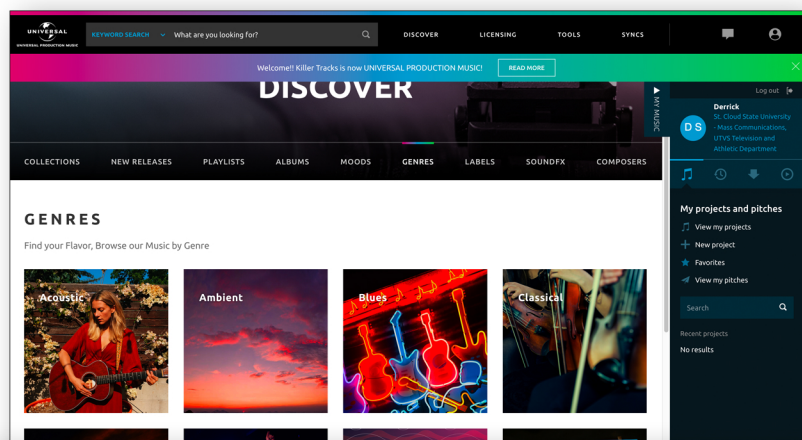 UNIVERSAL
UNIVERSAL PRODUCTION MUSIC
KEYWORD SEARCH
What are you looking for?
DISCOVER
LICENSING
TOOLS
SYNCS
Welcome!! Killer Tracks is now UNIVERSAL PRODUCTION MUSIC!
READ MORE
DISCOVER
MY MUSIC
COLLECTIONS
NEW RELEASES
PLAYLISTS
ALBUMS
MOODS
GENRES
LABELS
SOUNDFX
COMPOSERS
GENRES
Find your Flavor, Browse our Music by Genre
Acoustic
Ambient
Blues
Classical
Log out
DS
Derrick
St. Cloud State University
- Mass Communications,
UTVS Television and
Athletic Department
My projects and pitches
View my projects
New project
Favorites
View my pitches
Search
Recent projects
No results